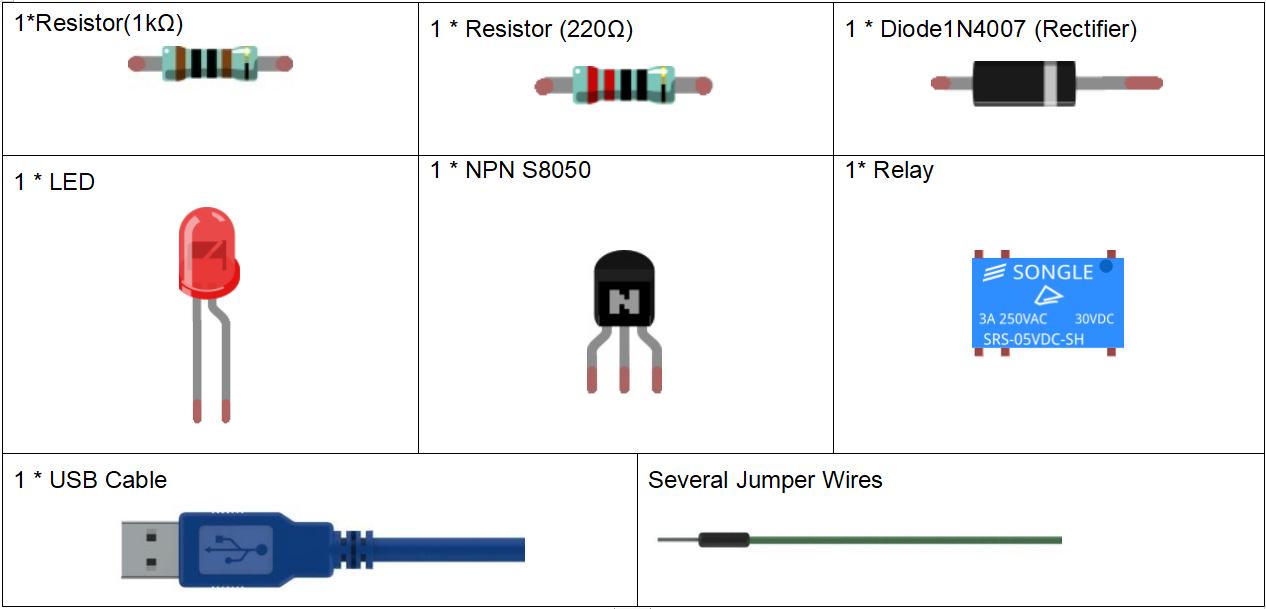 1*Resistor(1kΩ)
1 * Resistor (220Ω)
1 * Diode1N4007 (Rectifier)
1 * LED
1 * NPN S8050
N
1* Relay
SONGLE
3A 250VAC 30VDC
SRS-05VDC-SH
1 * USB Cable
Several Jumper Wires